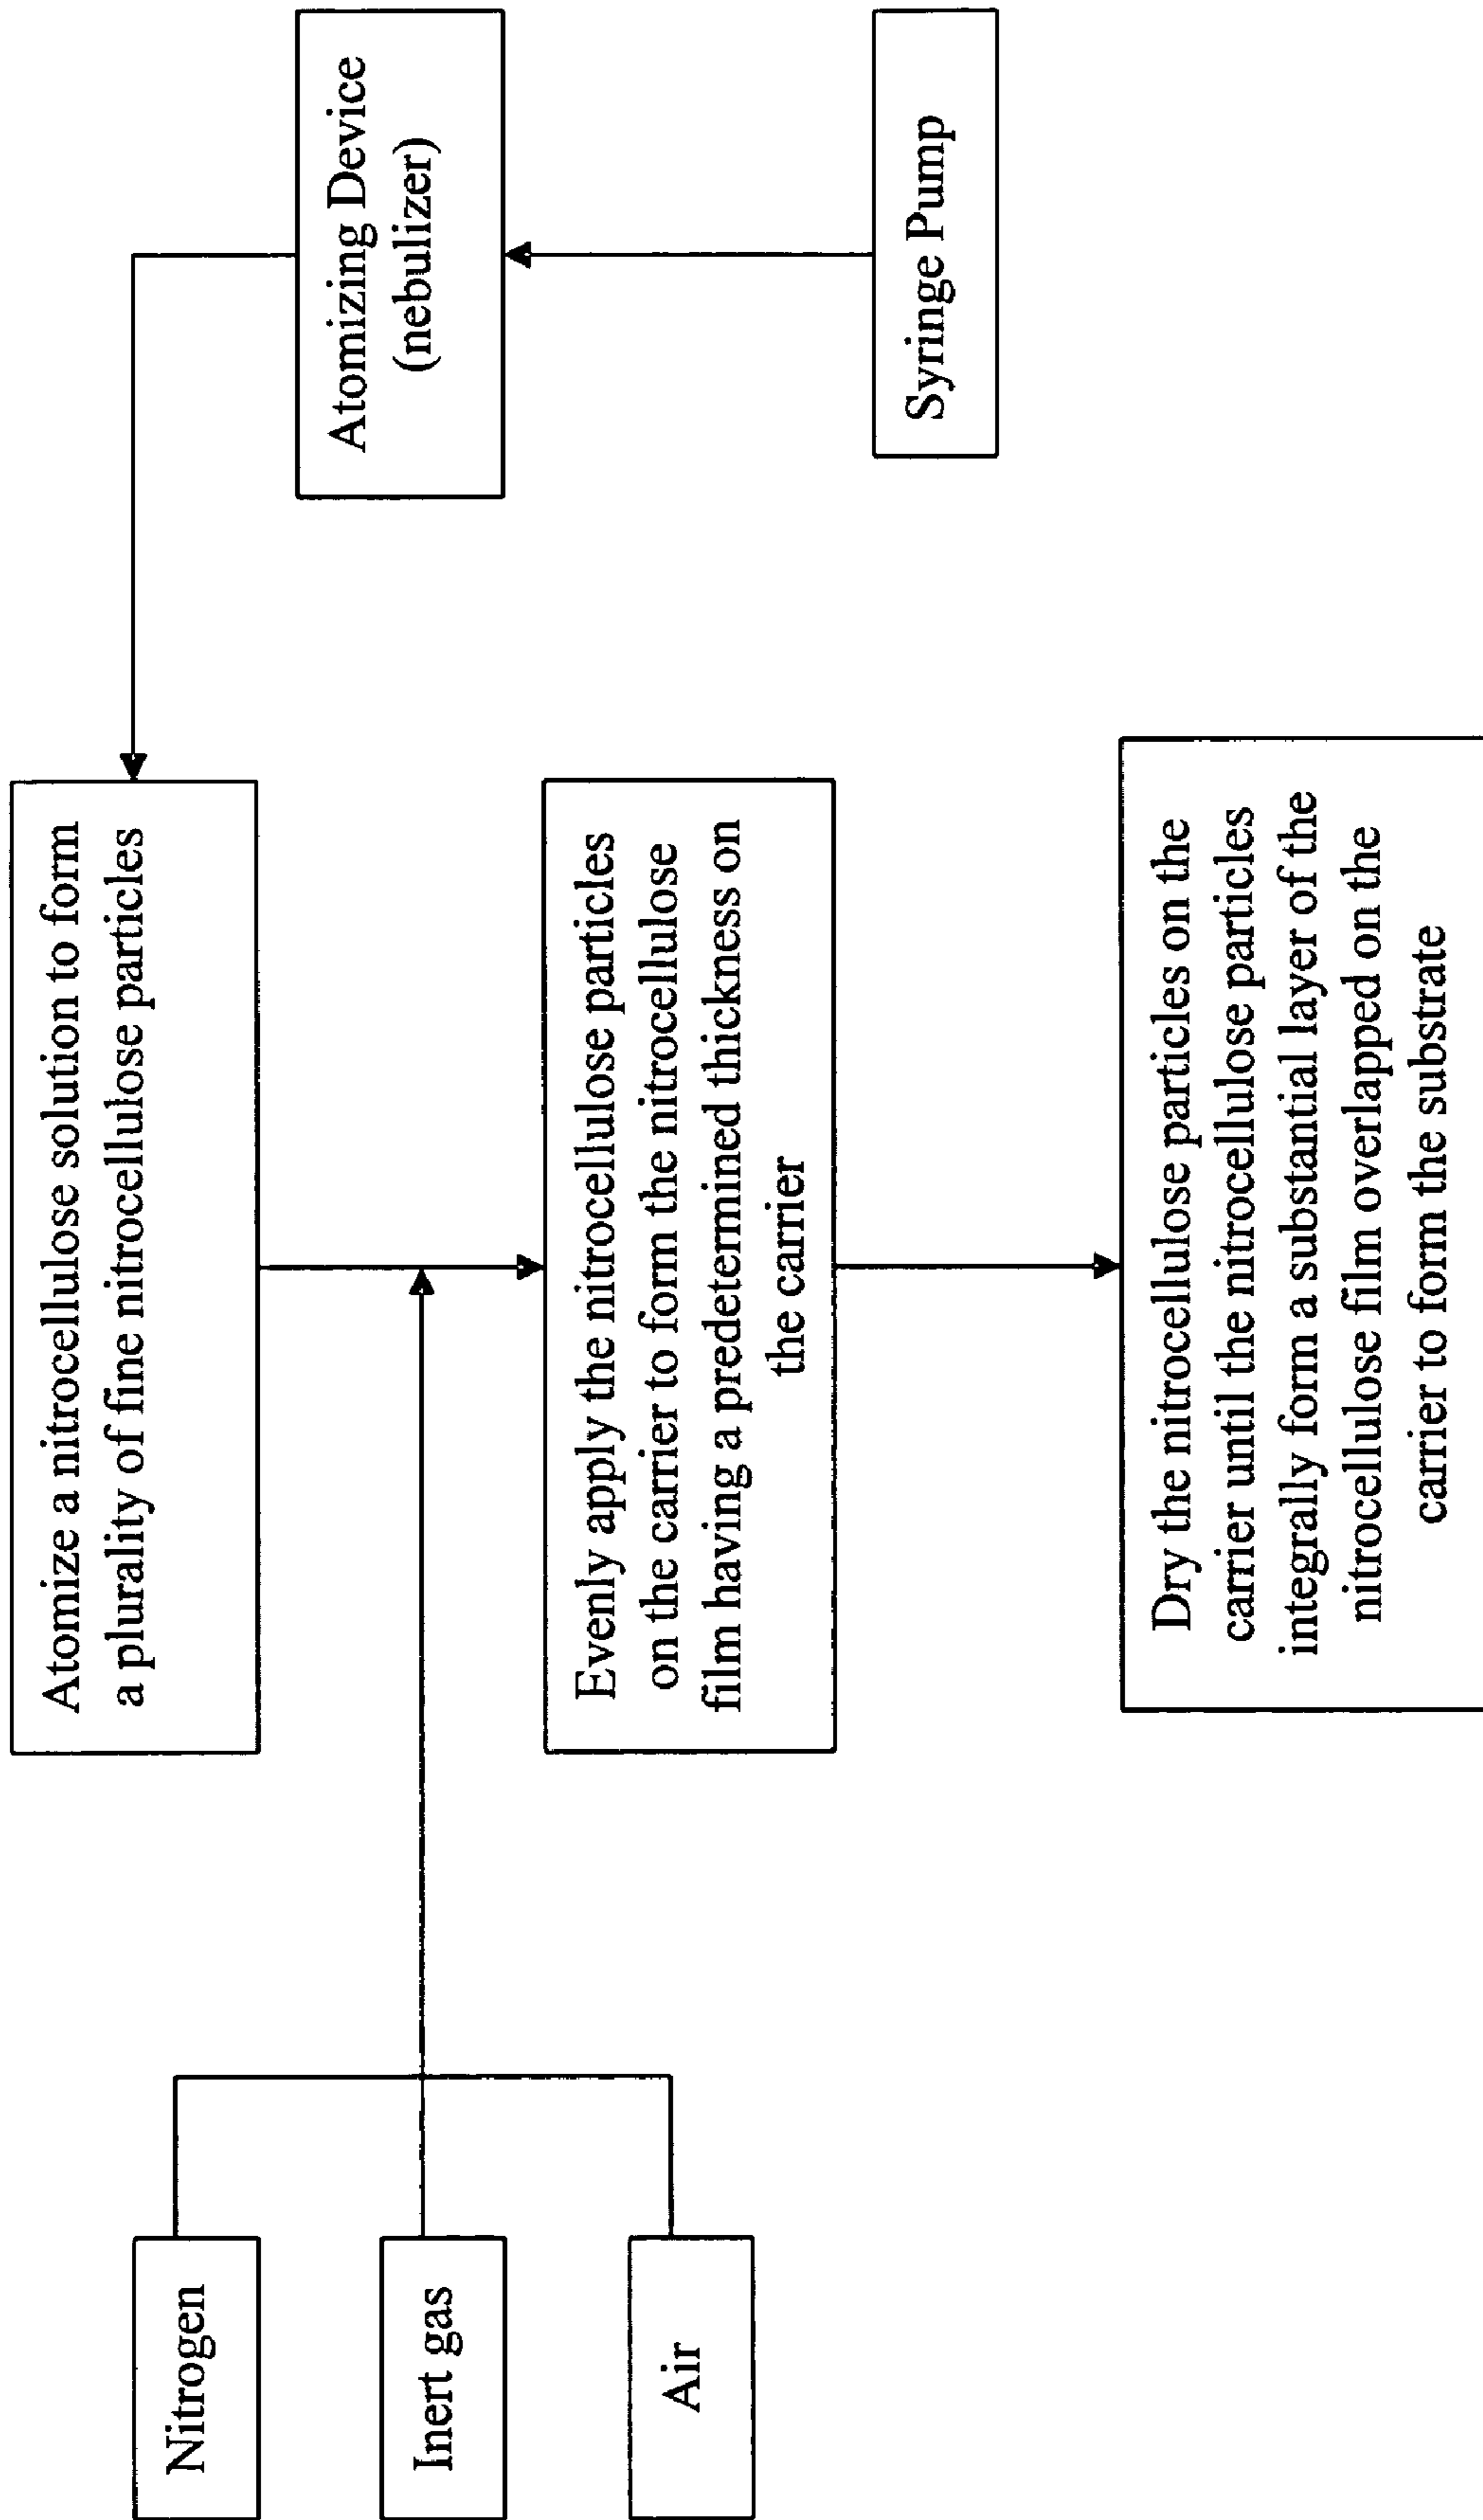 Atomize a nitrocellulose solution to form
a plurality of fine nitrocellulose particles
Atomizing Device
(nebulizer)
Syringe Pump
Nitrogen
Inert gas
Air
Evenly apply the nitrocellulose particles
on the carrier to form the nitrocellulose
film having a predetermined thickness on
the carrier
Dry the nitrocellulose particles on the
carrier until the nitrocellulose particles
integrally form a substantial layer of the
nitrocellulose film overlapped on the
carrier to form the substrate